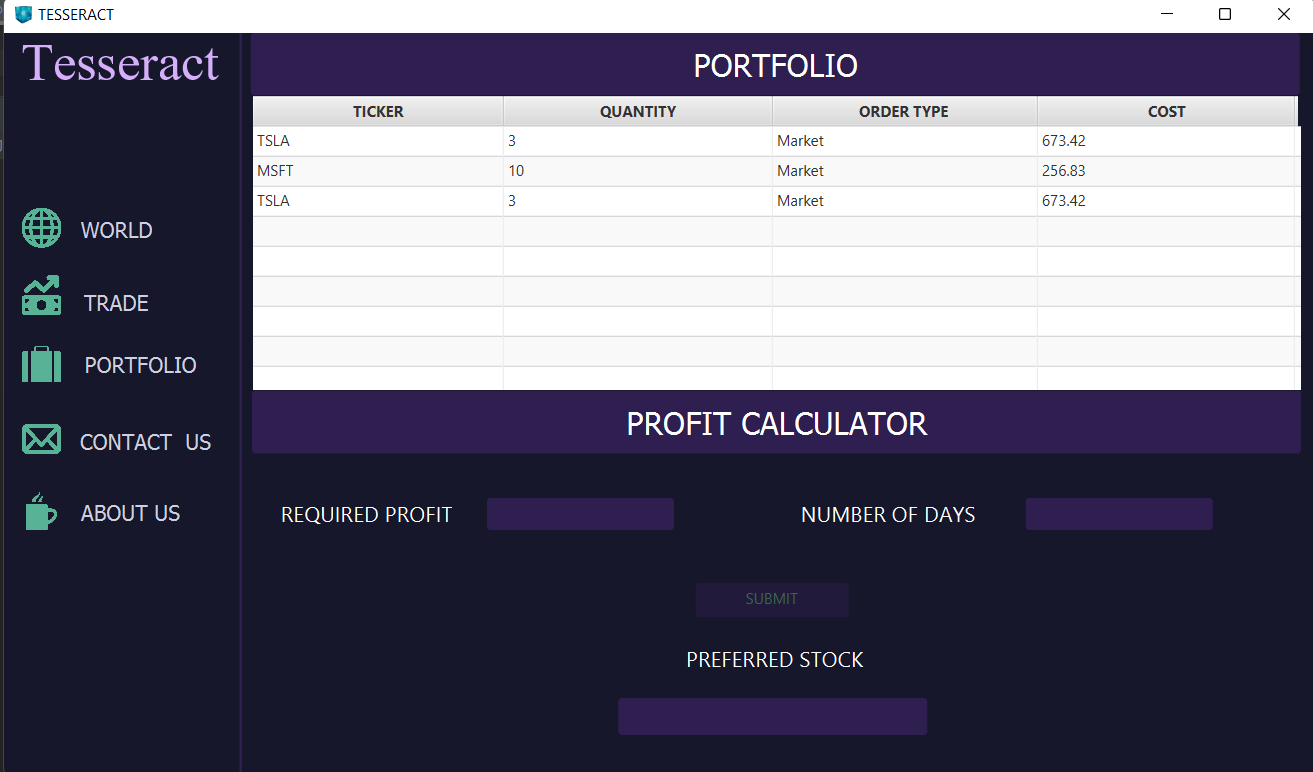 TESSERACT
Tesseract
WORLD
TRADE
PORTFOLIO
CONTACT US
ABOUT US
PORTFOLIO
TICKER QUANTITY ORDER TYPE COST
TSLA 3 Market 673.42
MSFT 10 Market 256.83
TSLA 3 Market 673.42
PROFIT CALCULATOR
REQUIRED PROFIT NUMBER OF DAYS
SUBMIT
PREFERRED STOCK